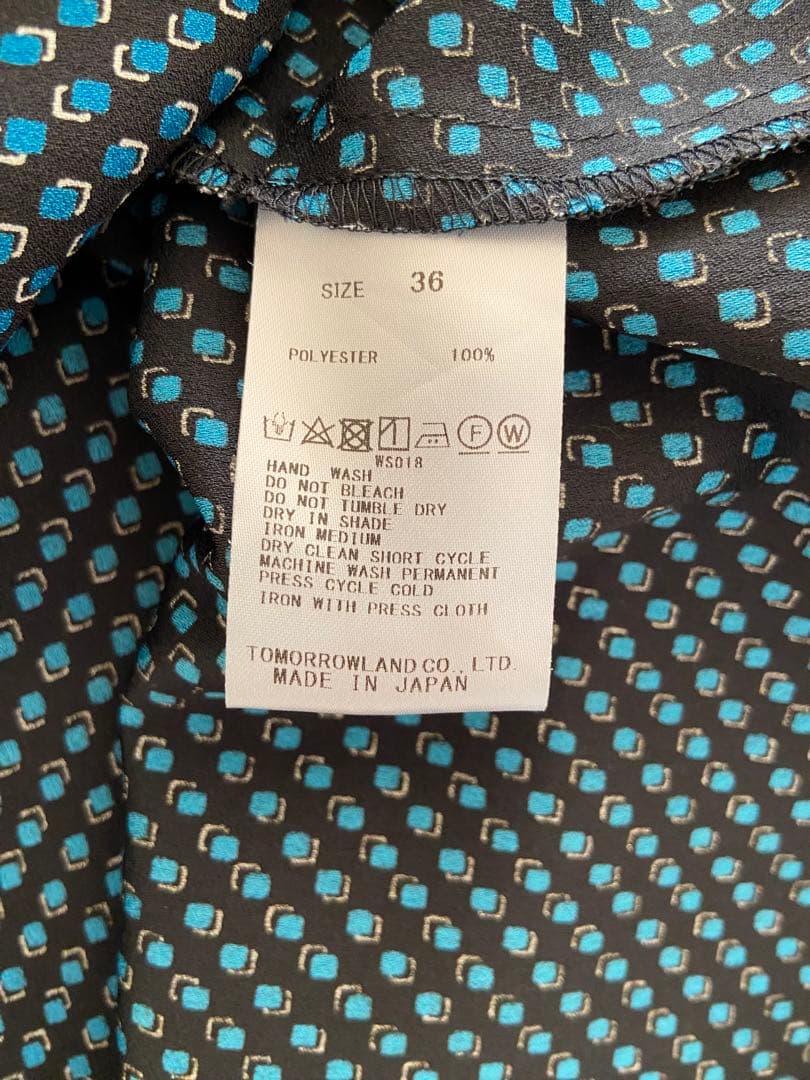 SIZE 36
POLYESTER 100%
F W
WS018
HAND WASH
DO NOT BLEACH
DO NOT TUMBLE DRY
DRY IN SHADE
IRON MEDIUM
DRY CLEAN SHORT CYCLE
MACHINE WASH PERMANENT
PRESS CYCLE COLD
IRON WITH PRESS CLOTH
TOMORROWLAND CO., LTD.
MADE IN JAPAN